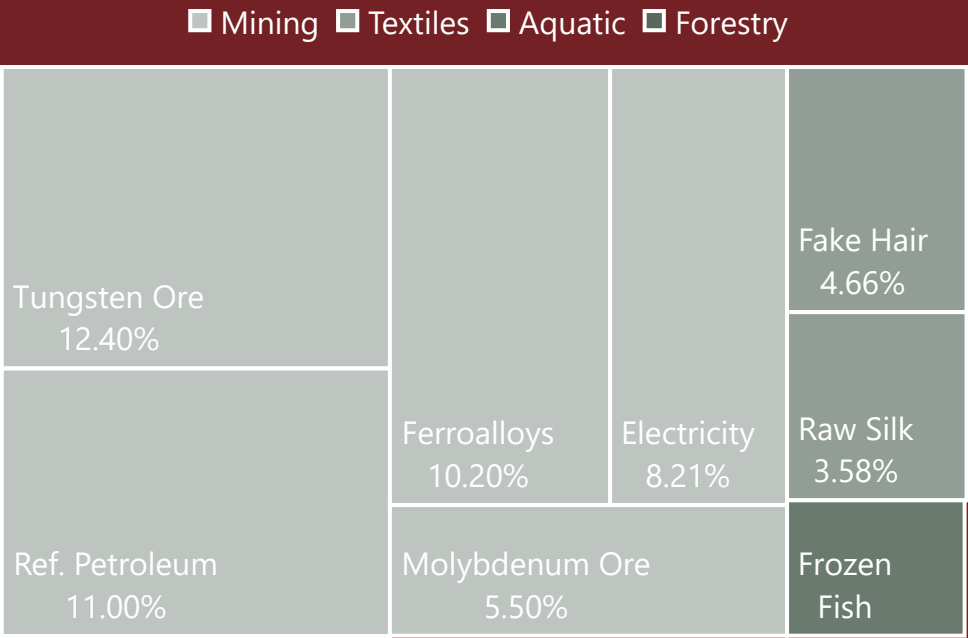 Mining Textiles Aquatic Forestry
Tungsten Ore
12.40%
Ref. Petroleum
11.00%
Ferroalloys
10.20%
Electricity
8.21%
Molybdenum Ore
5.50%
Fake Hair
4.66%
Raw Silk
3.58%
Frozen
Fish